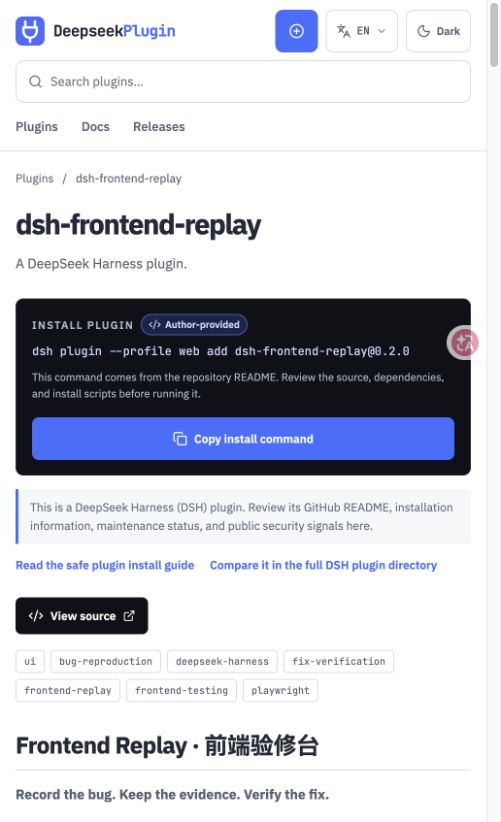 DeepseekPlugin
EN
Dark
Search plugins...
Plugins
Docs
Releases
Plugins / dsh-frontend-replay
dsh-frontend-replay
A DeepSeek Harness plugin.
INSTALL PLUGIN
</> Author-provided
dsh plugin --profile web add dsh-frontend-replay@0.2.0
This command comes from the repository README. Review the source, dependencies,
and install scripts before running it.
Copy install command
This is a DeepSeek Harness (DSH) plugin. Review its GitHub README, installation
information, maintenance status, and public security signals here.
Read the safe plugin install guide
Compare it in the full DSH plugin directory
</> View source
ui
bug-reproduction
deepseek-harness
fix-verification
frontend-replay
frontend-testing
playwright
Frontend Replay · 前端验修台
Record the bug. Keep the evidence. Verify the fix.